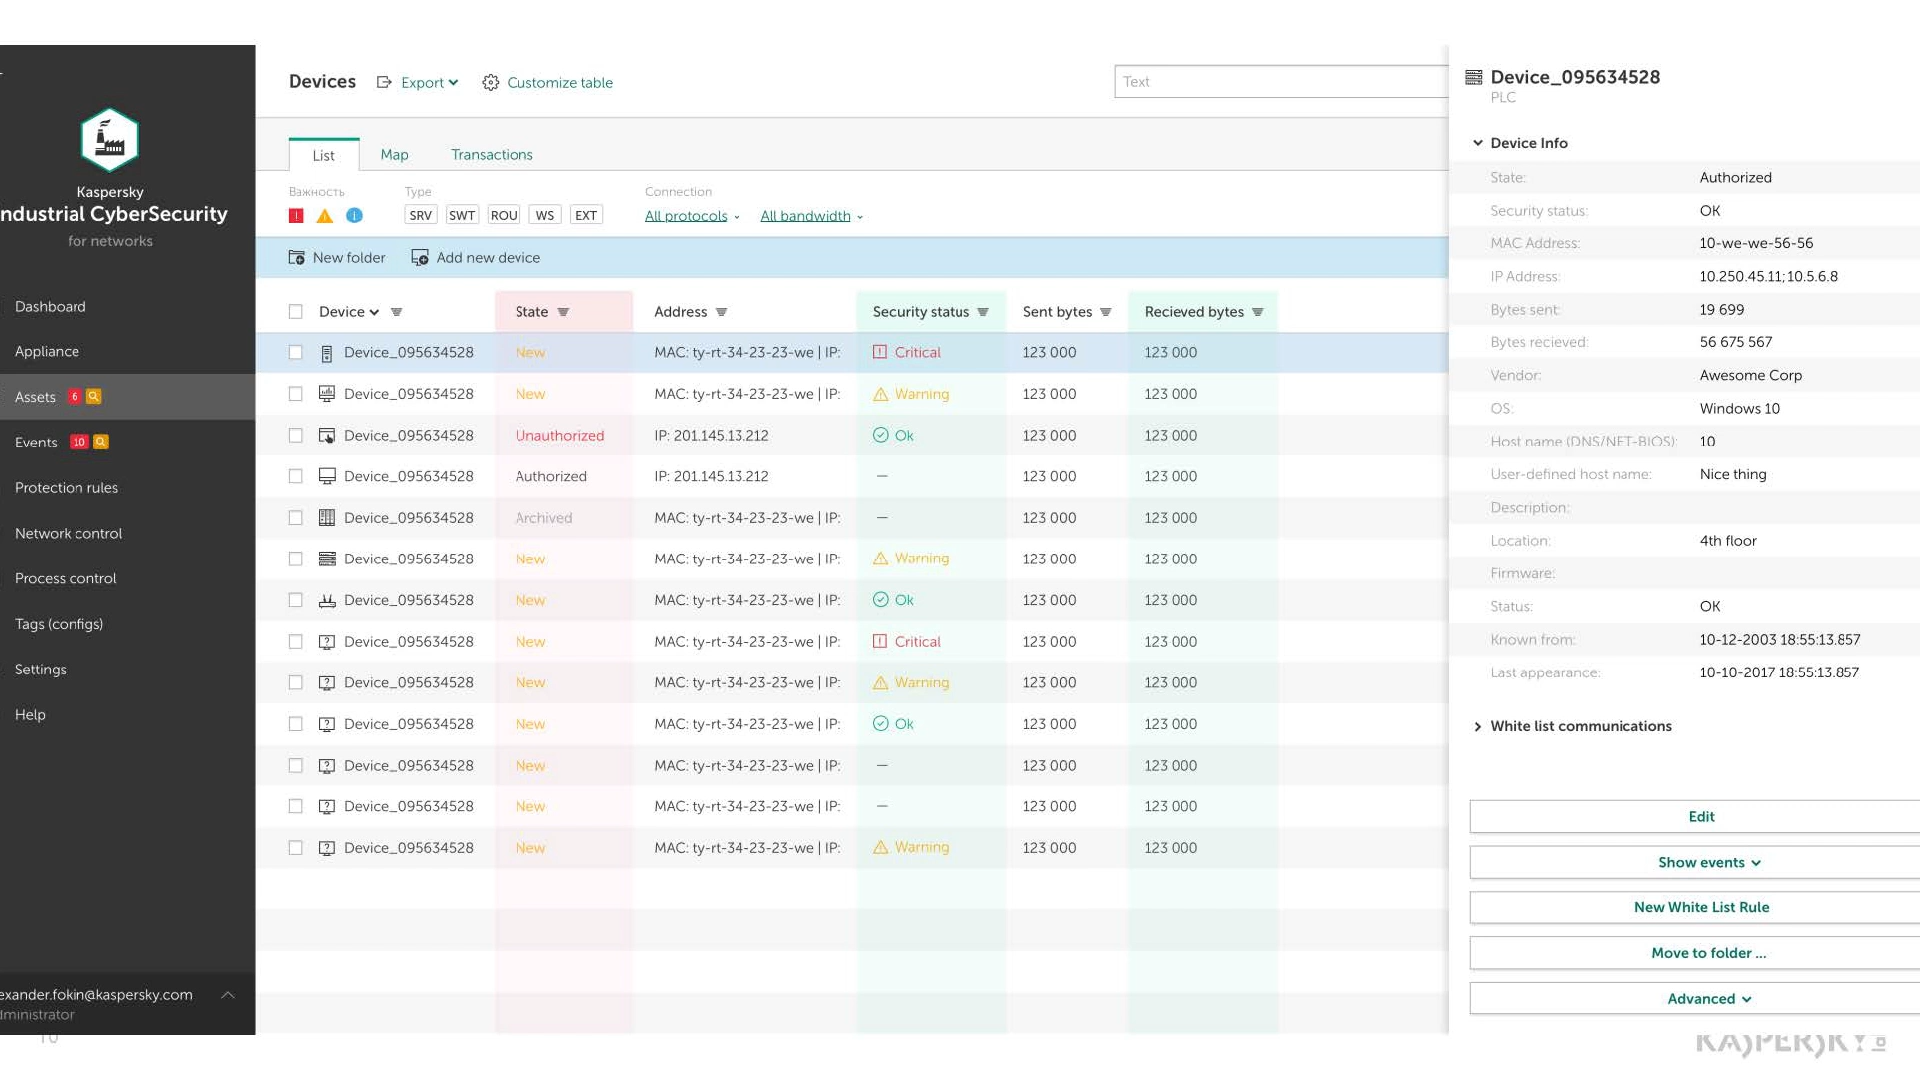 Kaspersky
ndustrial CyberSecurity
for networks
Dashboard
Appliance
Assets 6
Events 10
Protection rules
Network control
Process control
Tags (configs)
Settings
Help
exander.fokin@kaspersky.com
dministrator
Devices Export Customize table
Text
List Map Transactions
Важность Type Connection
SRV SWT ROU WS EXT All protocols All bandwidth
New folder Add new device
Device State Address Security status Sent bytes Recieved bytes
Device_095634528 New MAC: ty-rt-34-23-23-we | IP: Critical 123 000 123 000
Device_095634528 New MAC: ty-rt-34-23-23-we | IP: Warning 123 000 123 000
Device_095634528 Unauthorized IP: 201.145.13.212 Ok 123 000 123 000
Device_095634528 Authorized IP: 201.145.13.212 — 123 000 123 000
Device_095634528 Archived MAC: ty-rt-34-23-23-we | IP: — 123 000 123 000
Device_095634528 New MAC: ty-rt-34-23-23-we | IP: Warning 123 000 123 000
Device_095634528 New MAC: ty-rt-34-23-23-we | IP: Ok 123 000 123 000
Device_095634528 New MAC: ty-rt-34-23-23-we | IP: Critical 123 000 123 000
Device_095634528 New MAC: ty-rt-34-23-23-we | IP: Warning 123 000 123 000
Device_095634528 New MAC: ty-rt-34-23-23-we | IP: Ok 123 000 123 000
Device_095634528 New MAC: ty-rt-34-23-23-we | IP: — 123 000 123 000
Device_095634528 New MAC: ty-rt-34-23-23-we | IP: — 123 000 123 000
Device_095634528 New MAC: ty-rt-34-23-23-we | IP: Warning 123 000 123 000
Device_095634528
PLC
Device Info
State: Authorized
Security status: OK
MAC Address: 10-we-we-56-56
IP Address: 10.250.45.11;10.5.6.8
Bytes sent: 19 699
Bytes recieved: 56 675 567
Vendor: Awesome Corp
OS: Windows 10
Host name (DNS/NET-BIOS): 10
User-defined host name: Nice thing
Description:
Location: 4th floor
Firmware:
Status: OK
Known from: 10-12-2003 18:55:13.857
Last appearance: 10-10-2017 18:55:13.857
White list communications
Edit
Show events
New White List Rule
Move to folder ...
Advanced
10
KASPERSKY